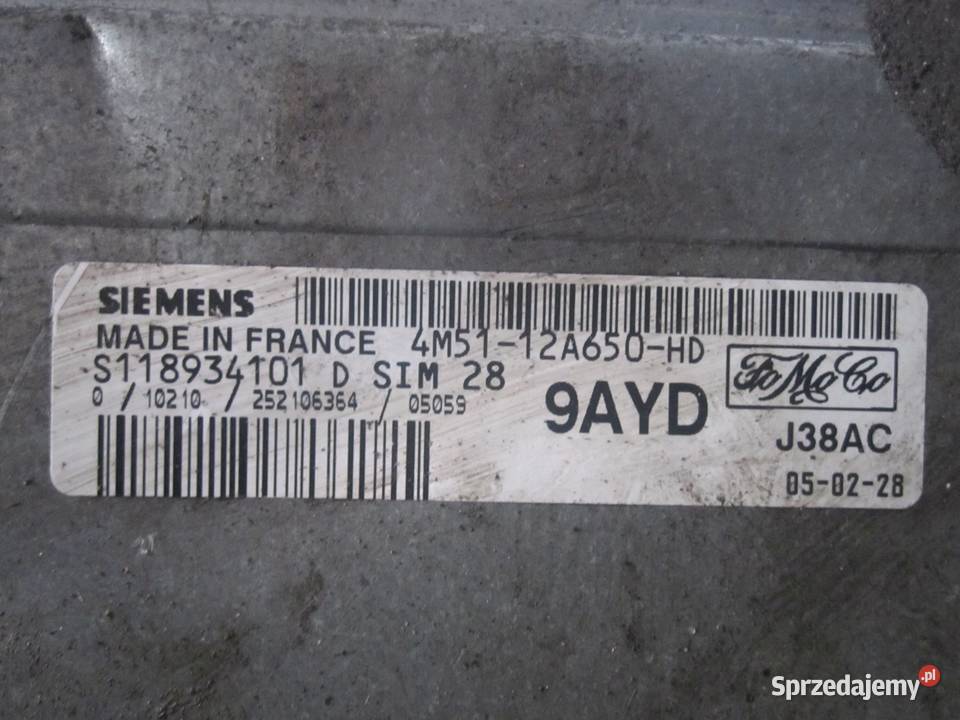 SIEMENS
MADE IN FRANCE 4M51-12A650-HD
S118934101 D SIM 28
0 / 10210 / 252106364 / 05059
9AYD
FoMoCo
J38AC
05-02-28
Sprzedajemy.pl